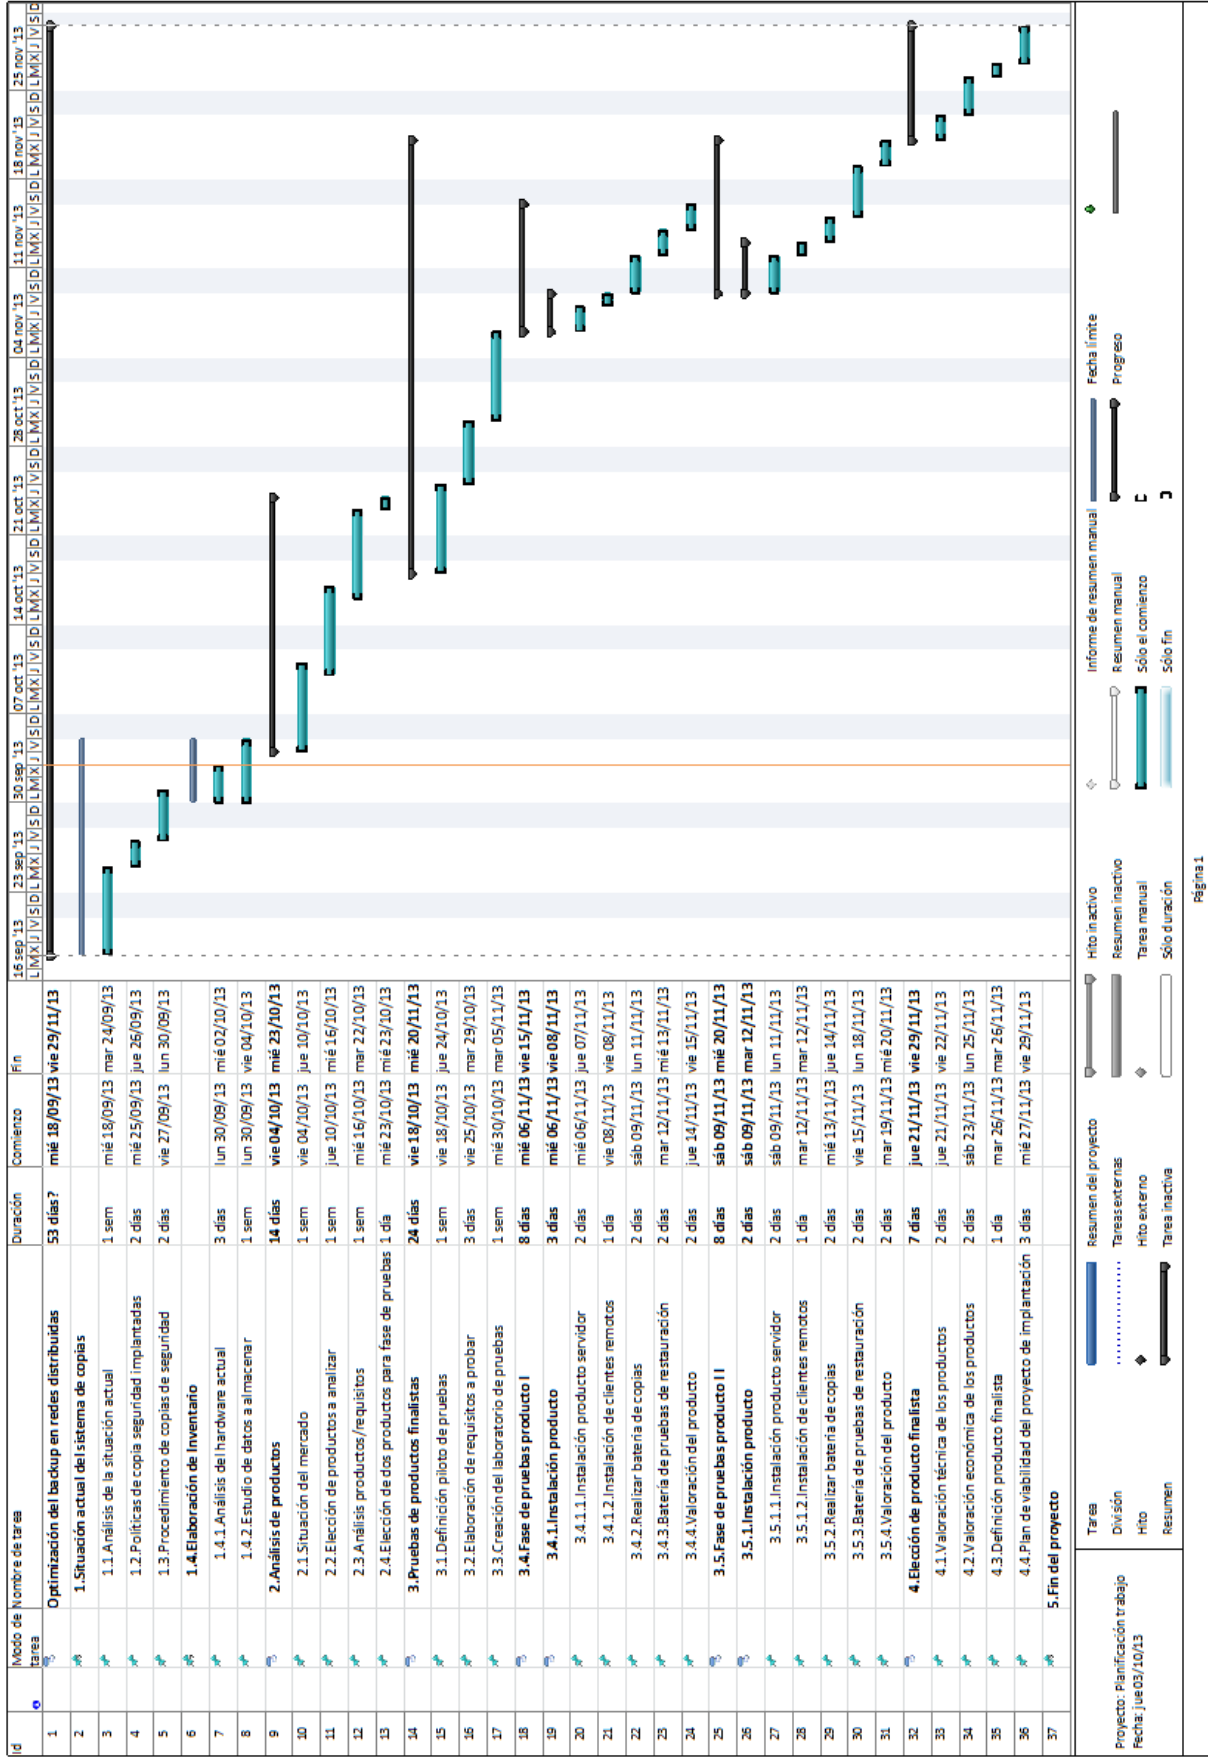 Id Modo de tarea Nombre de tarea Duración Comienzo Fin
16 sep '13 23 sep '13 30 sep '13 07 oct '13 14 oct '13 21 oct '13 28 oct '13 04 nov '13 11 nov '13 18 nov '13 25 nov '13
L M X J V S D L M X J V S D L M X J V S D L M X J V S D L M X J V S D L M X J V S D L M X J V S D L M X J V S D L M X J V S D L M X J V S D L M X J V S D
1 Optimización del backup en redes distribuidas 53 días? mié 18/09/13 vie 29/11/13
2 1.Situación actual del sistema de copias
3 1.1.Análisis de la situación actual 1 sem mié 18/09/13 mar 24/09/13
4 1.2.Políticas de copia seguridad implantadas 2 días mié 25/09/13 jue 26/09/13
5 1.3.Procedimiento de copias de seguridad 2 días vie 27/09/13 lun 30/09/13
6 1.4.Elaboración de Inventario
7 1.4.1.Análisis del hardware actual 3 días lun 30/09/13 mié 02/10/13
8 1.4.2.Estudio de datos a almacenar 1 sem lun 30/09/13 vie 04/10/13
9 2.Análisis de productos 14 días vie 04/10/13 mié 23/10/13
10 2.1.Situación del mercado 1 sem vie 04/10/13 jue 10/10/13
11 2.2.Elección de productos a analizar 1 sem jue 10/10/13 mié 16/10/13
12 2.3.Análisis productos/requisitos 1 sem mié 16/10/13 mar 22/10/13
13 2.4.Elección de dos productos para fase de pruebas 1 día mié 23/10/13 mié 23/10/13
14 3.Pruebas de productos finalistas 24 días vie 18/10/13 mié 20/11/13
15 3.1.Definición piloto de pruebas 1 sem vie 18/10/13 jue 24/10/13
16 3.2.Elaboración de requisitos a probar 3 días vie 25/10/13 mar 29/10/13
17 3.3.Creación del laboratorio de pruebas 1 sem mié 30/10/13 mar 05/11/13
18 3.4.Fase de pruebas producto I 8 días mié 06/11/13 vie 15/11/13
19 3.4.1.Instalación producto 3 días mié 06/11/13 vie 08/11/13
20 3.4.1.1.Instalación producto servidor 2 días mié 06/11/13 jue 07/11/13
21 3.4.1.2.Instalación de clientes remotos 1 día vie 08/11/13 vie 08/11/13
22 3.4.2.Realizar bateria de copias 2 días sáb 09/11/13 lun 11/11/13
23 3.4.3.Batería de pruebas de restauración 2 días mar 12/11/13 mié 13/11/13
24 3.4.4.Valoración del producto 2 días jue 14/11/13 vie 15/11/13
25 3.5.Fase de pruebas producto I I 8 días sáb 09/11/13 mié 20/11/13
26 3.5.1.Instalación producto 2 días sáb 09/11/13 mar 12/11/13
27 3.5.1.1.Instalación producto servidor 2 días sáb 09/11/13 lun 11/11/13
28 3.5.1.2.Instalación de clientes remotos 1 día mar 12/11/13 mar 12/11/13
29 3.5.2.Realizar bateria de copias 2 días mié 13/11/13 jue 14/11/13
30 3.5.3.Batería de pruebas de restauración 2 días vie 15/11/13 lun 18/11/13
31 3.5.4.Valoración del producto 2 días mar 19/11/13 mié 20/11/13
32 4.Elección de producto finalista 7 días jue 21/11/13 vie 29/11/13
33 4.1.Valoración técnica de los productos 2 días jue 21/11/13 vie 22/11/13
34 4.2.Valoración económica de los productos 2 días sáb 23/11/13 lun 25/11/13
35 4.3.Definición producto finalista 1 día mar 26/11/13 mar 26/11/13
36 4.4.Plan de viabilidad del proyecto de implantación 3 días mié 27/11/13 vie 29/11/13
37 5.Fin del proyecto
Proyecto: Planificación trabajo
Fecha: jue 03/10/13
Tarea Resumen del proyecto Hito inactivo Informe de resumen manual Fecha límite
División Tareas externas Resumen inactivo Resumen manual Progreso
Hito Hito externo Tarea manual Sólo el comienzo
Resumen Tarea inactiva Sólo duración Sólo fin
Página 1